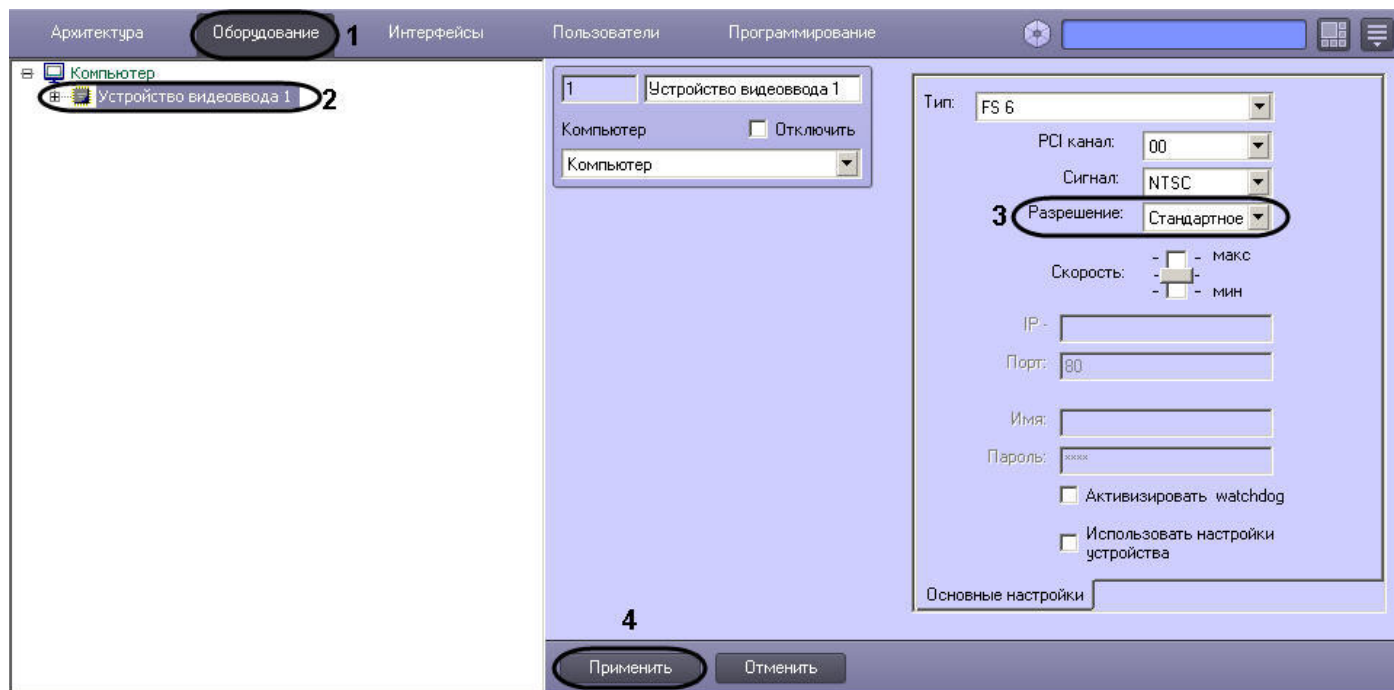 Архитектура Оборудование 1 Интерфейсы Пользователи Программирование
Компьютер
Устройство видеоввода 1 2
1 Устройство видеоввода 1
Компьютер Отключить
Компьютер
Тип: FS 6
PCI канал: 00
Сигнал: NTSC
3 Разрешение: Стандартное
- - макс
Скорость: - -
- - мин
IP -
Порт: 80
Имя:
Пароль: ××××
Активизировать watchdog
Использовать настройки
устройства
Основные настройки
4
Применить Отменить